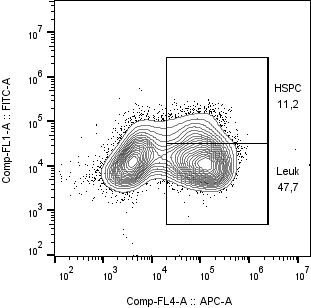 10⁷
10⁶
10⁵
10⁴
10³
10²
Comp-FL1-A :: FITC-A
HSPC
11,2
Leuk
47,7
10² 10³ 10⁴ 10⁵ 10⁶ 10⁷
Comp-FL4-A :: APC-A